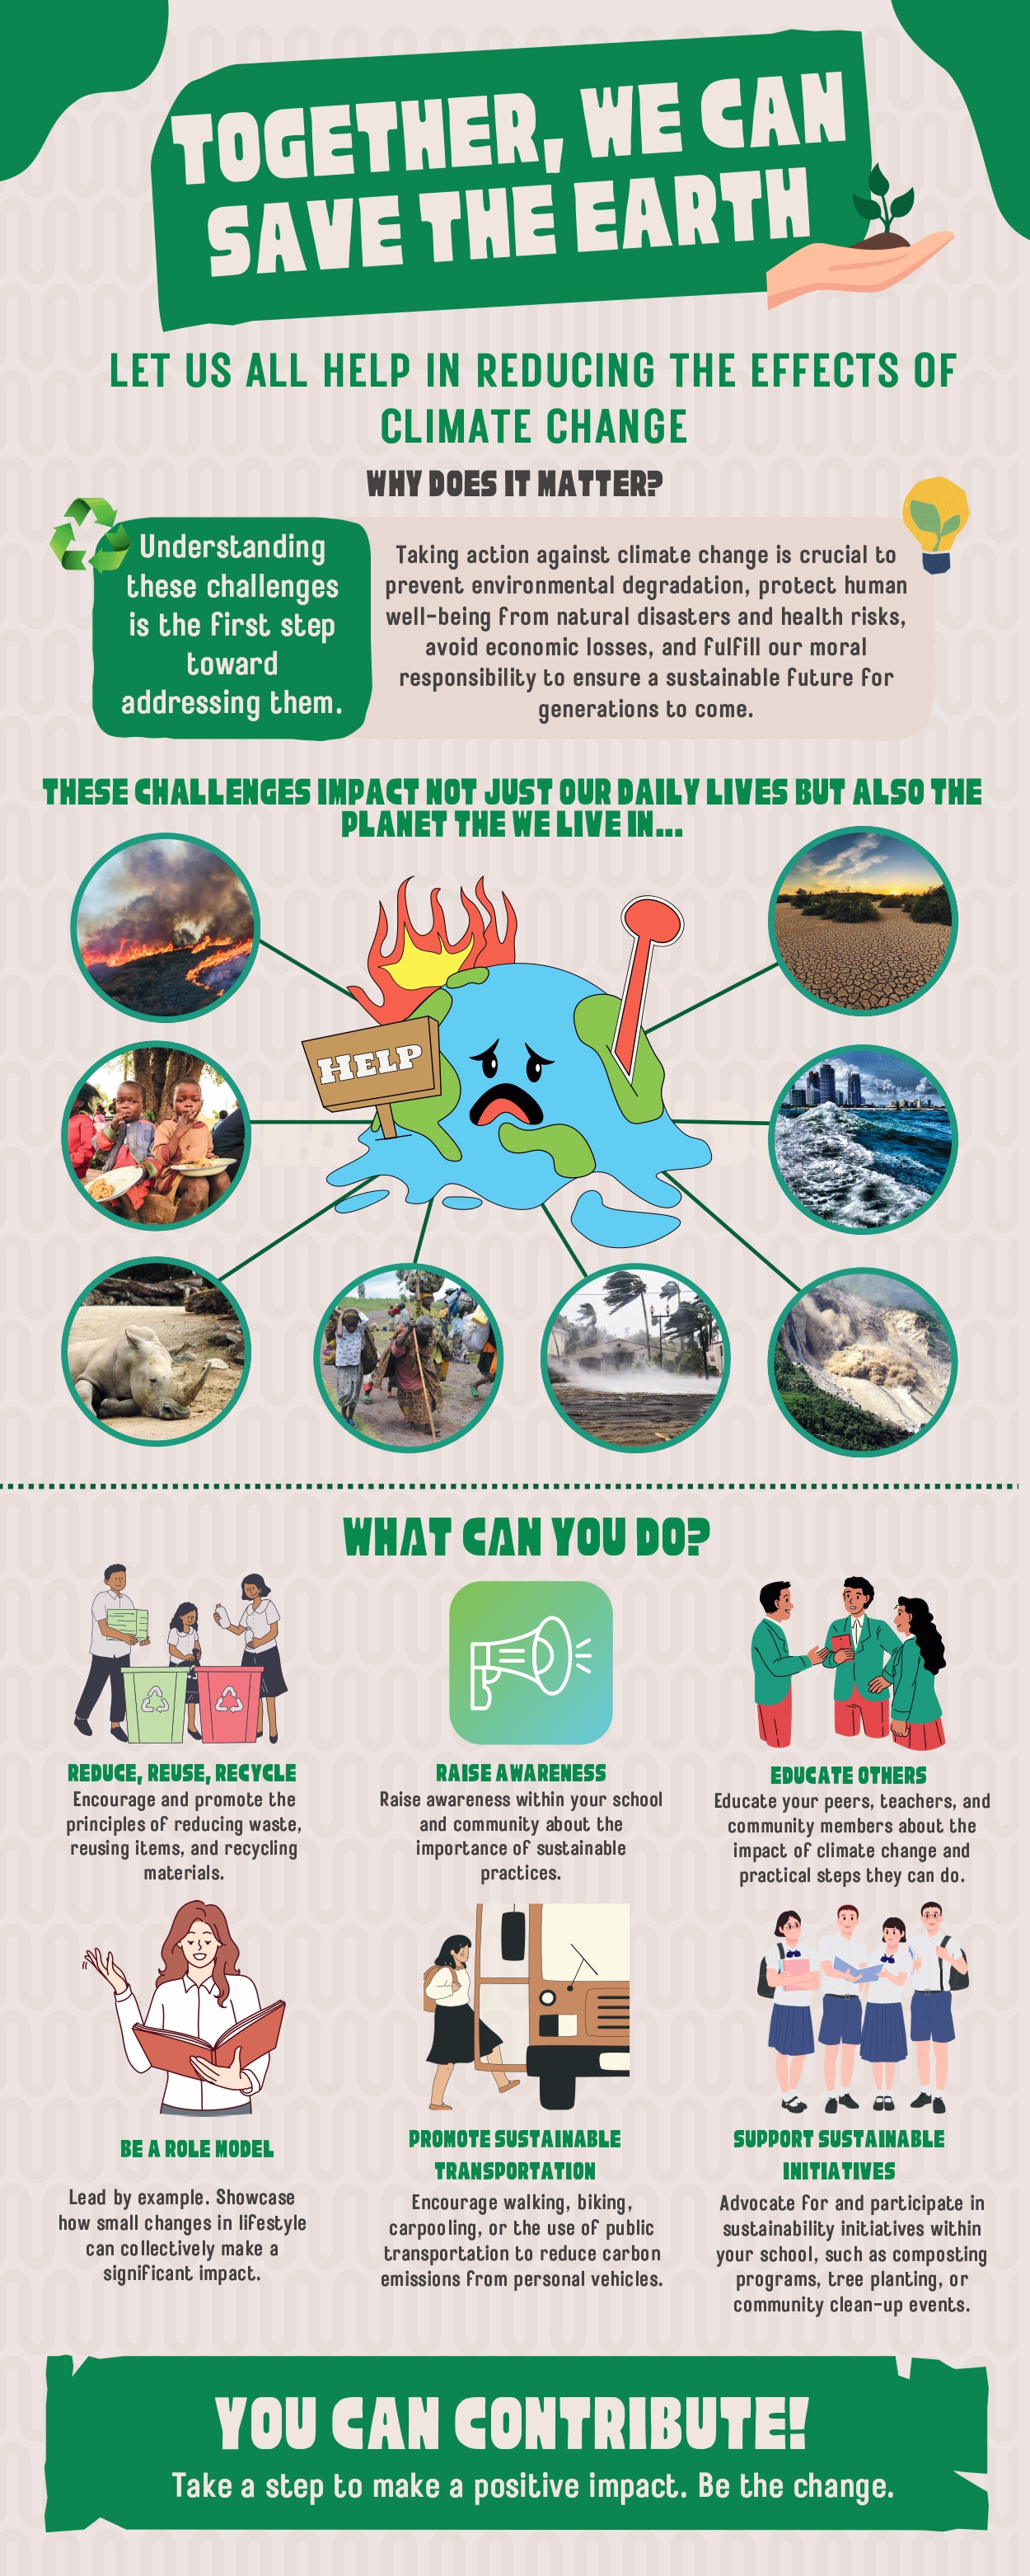 TOGETHER, WE CAN
SAVE THE EARTH
LET US ALL HELP IN REDUCING THE EFFECTS OF
CLIMATE CHANGE
WHY DOES IT MATTER?
Understanding
these challenges
is the first step
toward
addressing them.
Taking action against climate change is crucial to
prevent environmental degradation, protect human
well-being from natural disasters and health risks,
avoid economic losses, and fulfill our moral
responsibility to ensure a sustainable future for
generations to come.
THESE CHALLENGES IMPACT NOT JUST OUR DAILY LIVES BUT ALSO THE
PLANET THE WE LIVE IN...
HELP
WHAT CAN YOU DO?
REDUCE, REUSE, RECYCLE
Encourage and promote the
principles of reducing waste,
reusing items, and recycling
materials.
RAISE AWARENESS
Raise awareness within your school
and community about the
importance of sustainable
practices.
EDUCATE OTHERS
Educate your peers, teachers, and
community members about the
impact of climate change and
practical steps they can do.
BE A ROLE MODEL
Lead by example. Showcase
how small changes in lifestyle
can collectively make a
significant impact.
PROMOTE SUSTAINABLE
TRANSPORTATION
Encourage walking, biking,
carpooling, or the use of public
transportation to reduce carbon
emissions from personal vehicles.
SUPPORT SUSTAINABLE
INITIATIVES
Advocate for and participate in
sustainability initiatives within
your school, such as composting
programs, tree planting, or
community clean-up events.
YOU CAN CONTRIBUTE!
Take a step to make a positive impact. Be the change.